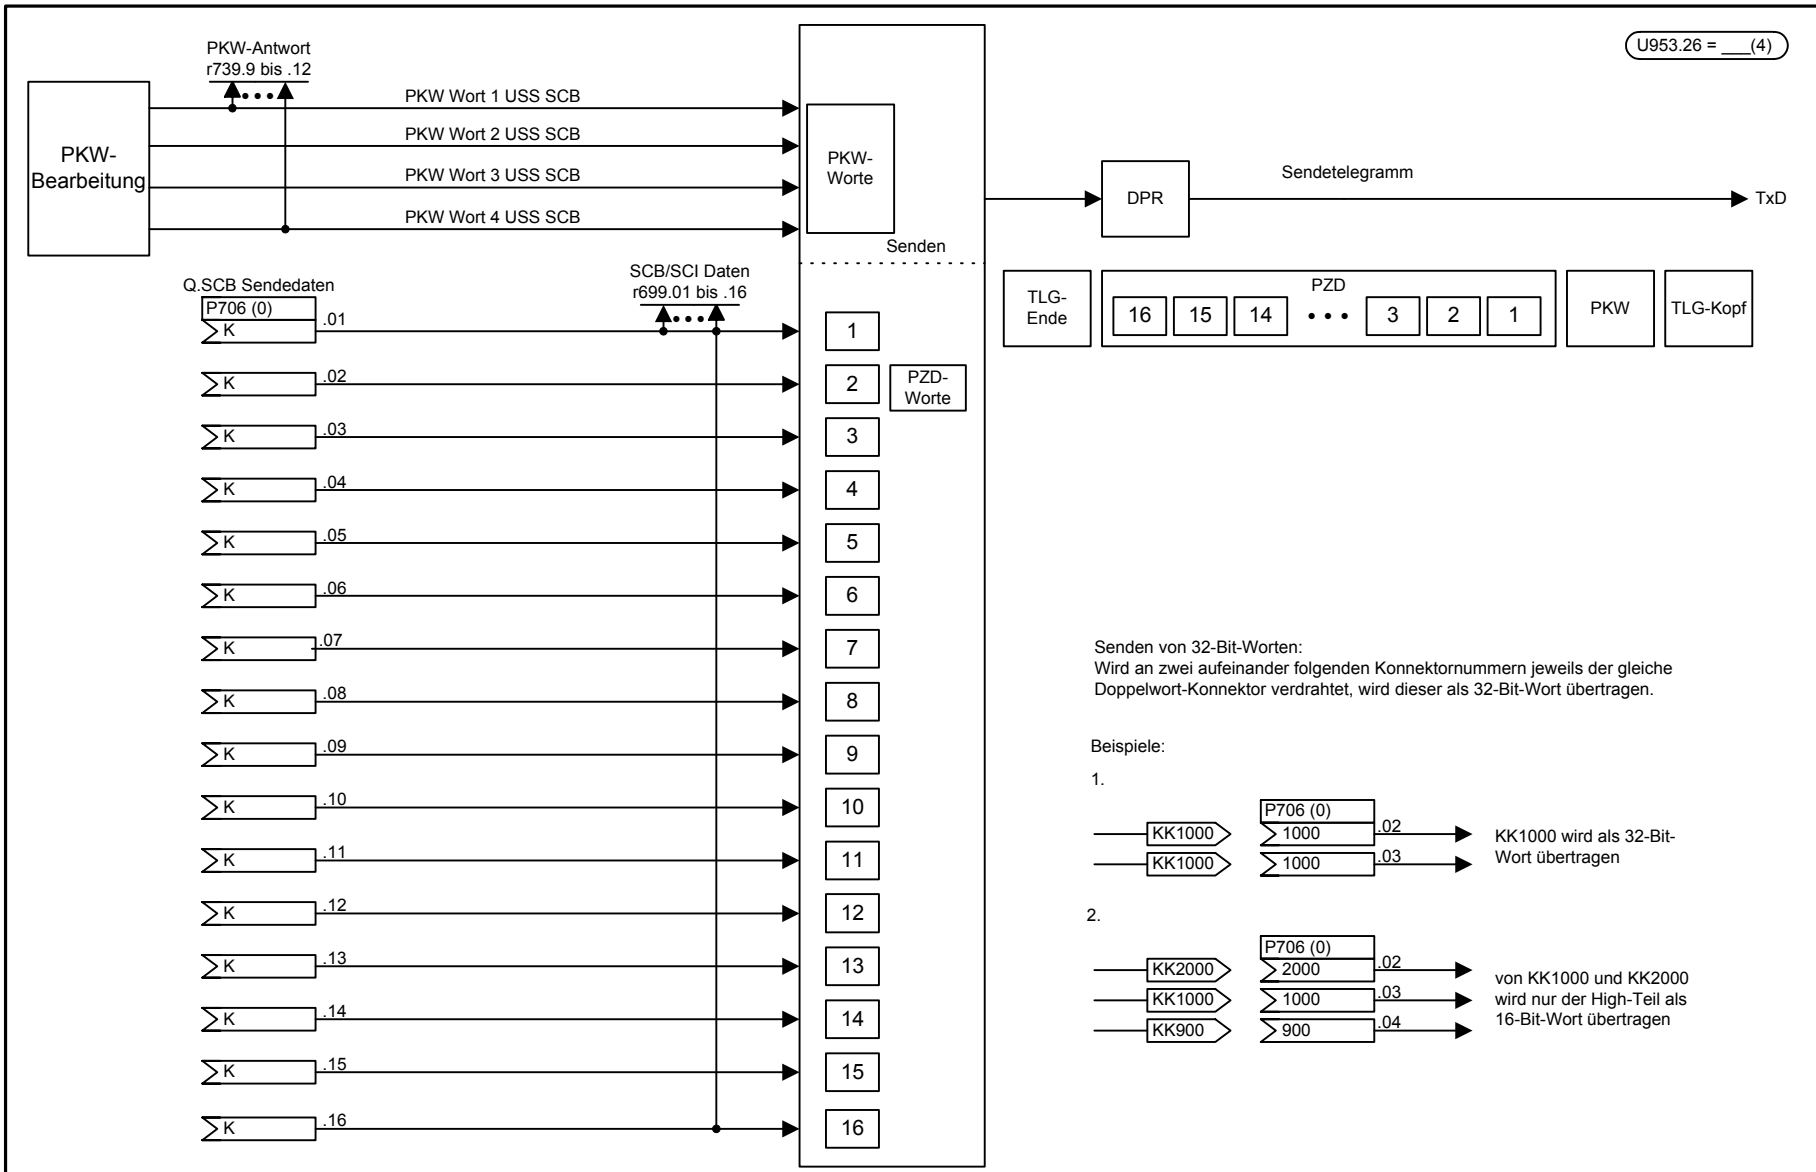 U953.26 = ___(4)
PKW-Antwort
r739.9 bis .12
PKW-
Bearbeitung
PKW Wort 1 USS SCB
PKW Wort 2 USS SCB
PKW Wort 3 USS SCB
PKW Wort 4 USS SCB
PKW-
Worte
Senden
DPR
Sendetelegramm
TxD
TLG-
Ende
PZD
16 15 14 • • • 3 2 1
PKW
TLG-Kopf
Q.SCB Sendedaten
P706 (0)
SCB/SCI Daten
r699.01 bis .16
K .01 1
K .02 2
PZD-
Worte
K .03 3
K .04 4
K .05 5
K .06 6
K .07 7
K .08 8
K .09 9
K .10 10
K .11 11
K .12 12
K .13 13
K .14 14
K .15 15
K .16 16
Senden von 32-Bit-Worten:
Wird an zwei aufeinander folgenden Konnektornummern jeweils der gleiche
Doppelwort-Konnektor verdrahtet, wird dieser als 32-Bit-Wort übertragen.
Beispiele:
1.
P706 (0)
KK1000 1000 .02
KK1000 1000 .03
KK1000 wird als 32-Bit-
Wort übertragen
2.
P706 (0)
KK2000 2000 .02
KK1000 1000 .03
KK900 900 .04
von KK1000 und KK2000
wird nur der High-Teil als
16-Bit-Wort übertragen